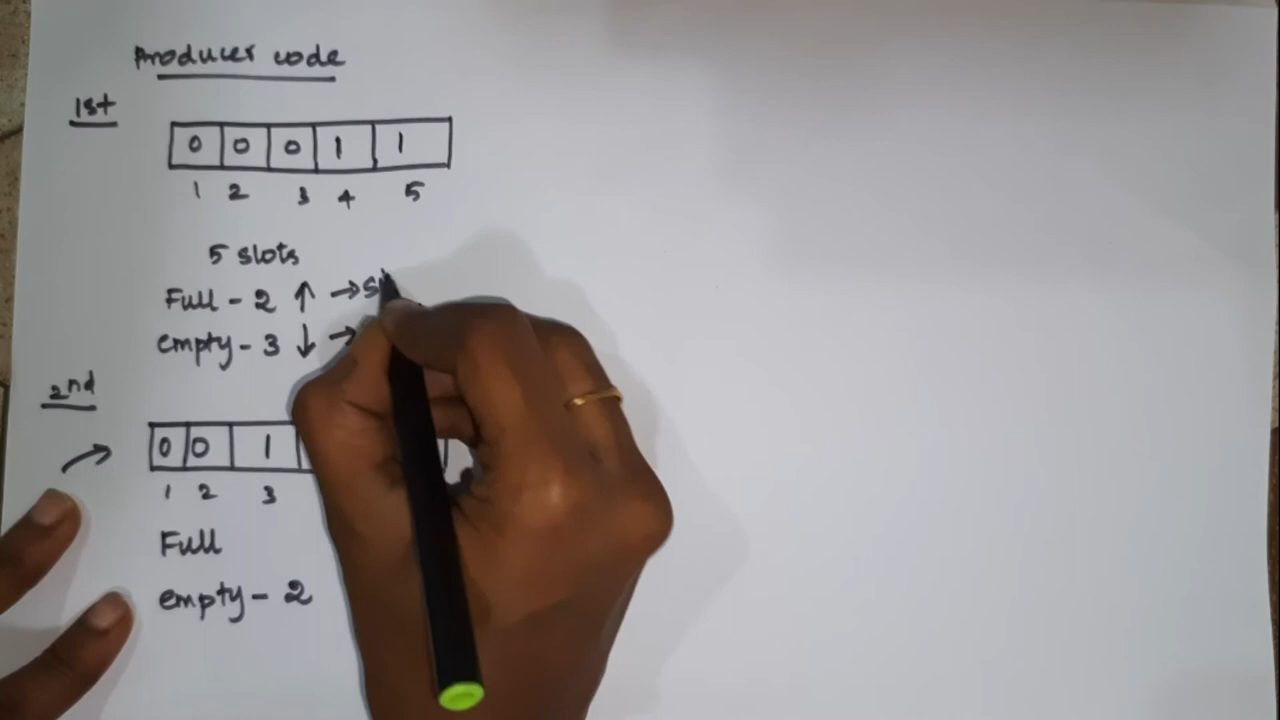 Producer code
1st
0 0 0 1 1
1 2 3 4 5
5 slots
Full - 2 ↑ →
empty - 3 ↓ →
2nd
0 0 1
1 2 3
Full
empty - 2